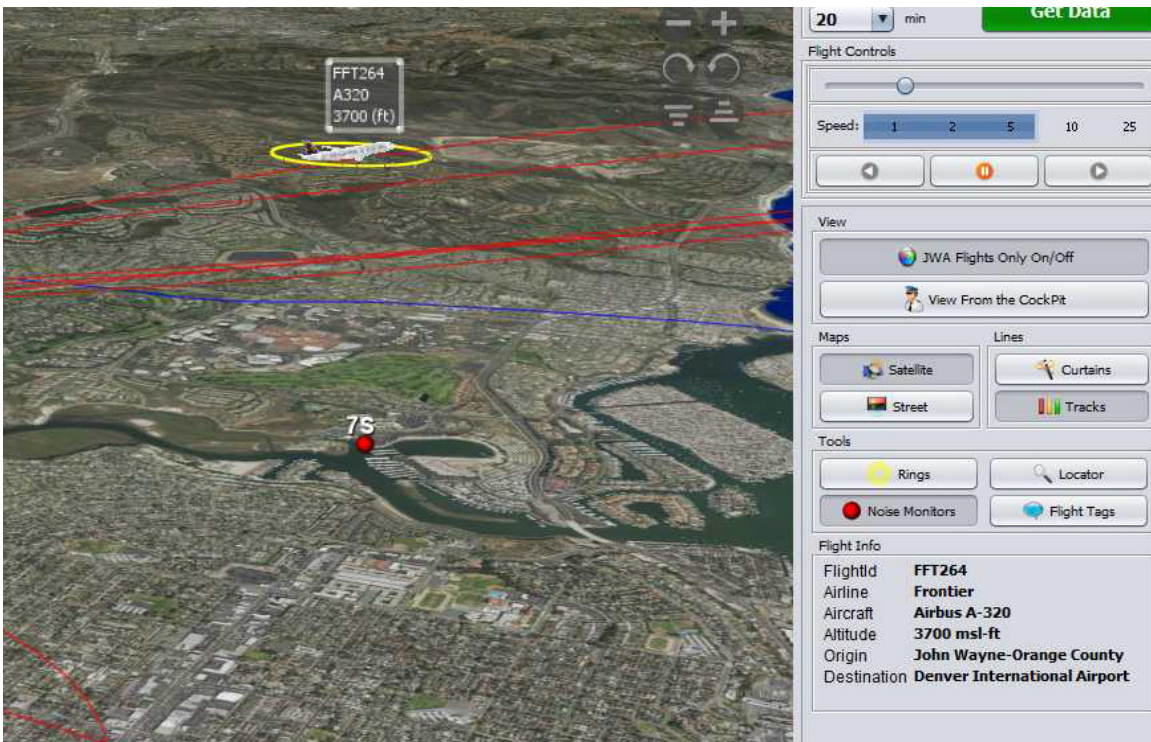 FFT264
A320
3700 (ft)
7S
20 min
Get Data
Flight Controls
Speed: 1 2 5 10 25
View
JWA Flights Only On/Off
View From the CockPit
Maps Lines
Satellite Curtains
Street Tracks
Tools
Rings Locator
Noise Monitors Flight Tags
Flight Info
FlightId FFT264
Airline Frontier
Aircraft Airbus A-320
Altitude 3700 msl-ft
Origin John Wayne-Orange County
Destination Denver International Airport